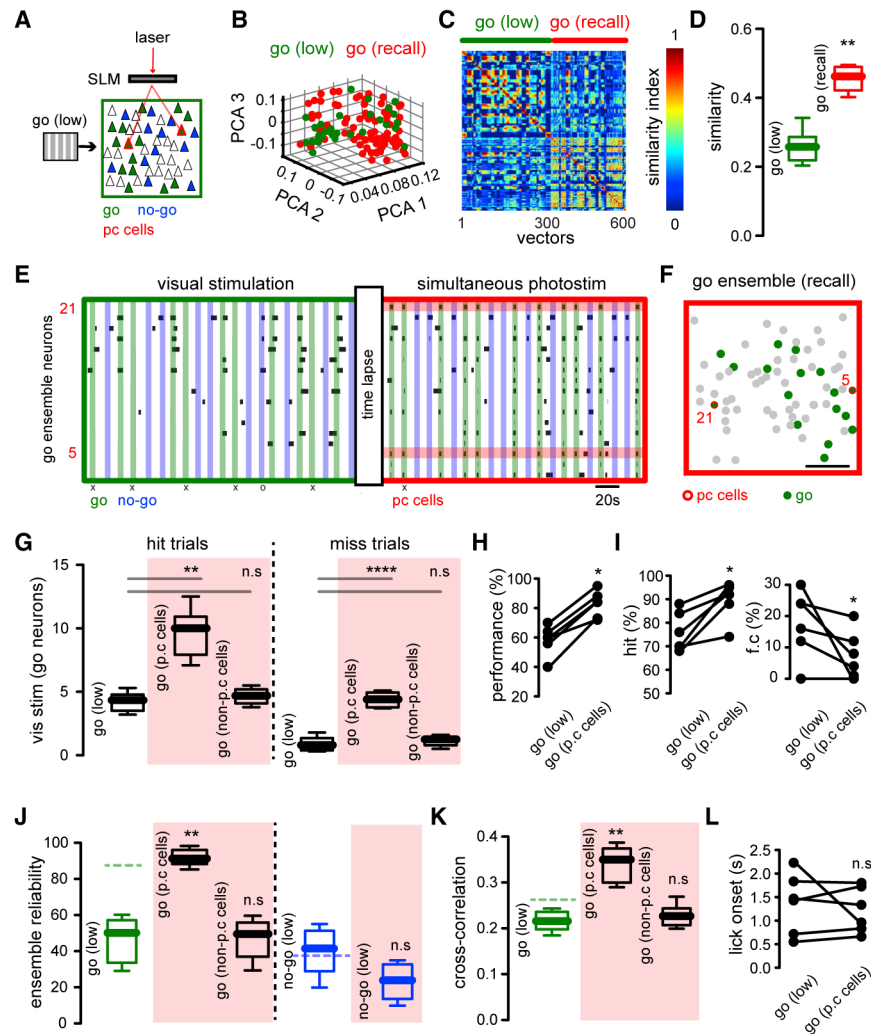 A
laser
SLM
go (low)
go
no-go
pc cells
B
go (low)
go (recall)
PCA 3
0.1
0
-0.1
0.1
0
-0.1
PCA 2
0.04
0.08
0.12
PCA 1
C
go (low)
go (recall)
1
300
600
vectors
similarity index
1
0
D
similarity
0.6
0.4
0.2
0.0
go (low)
go (recall)
**
E
visual stimulation
simultaneous photostim
go ensemble neurons
21
5
time lapse
x x x x o x x
go
no-go
pc cells
20s
F
go ensemble (recall)
5
21
pc cells
go
G
hit trials
miss trials
vis stim (go neurons)
15
10
5
0
go (low)
**
go (p.c cells)
n.s
go (non-p.c cells)
go (low)
****
go (p.c cells)
n.s
go (non-p.c cells)
H
performance (%)
100
80
60
40
20
0
*
go (low)
go (p.c cells)
I
hit (%)
100
90
80
70
60
50
*
go (low)
go (p.c cells)
f.c (%)
30
20
10
0
*
go (low)
go (p.c cells)
J
ensemble reliability
100
80
60
40
20
0
go (low)
**
go (p.c cells)
n.s
go (non-p.c cells)
no-go (low)
n.s
no-go (low)
K
cross-correlation
0.4
0.3
0.2
0.1
0.0
go (low)
**
go (p.c cellsl)
n.s
go (non-p.c cells)
L
lick onset (s)
2.5
2.0
1.5
1.0
0.5
0.0
n.s
go (low)
go (p.c cells)